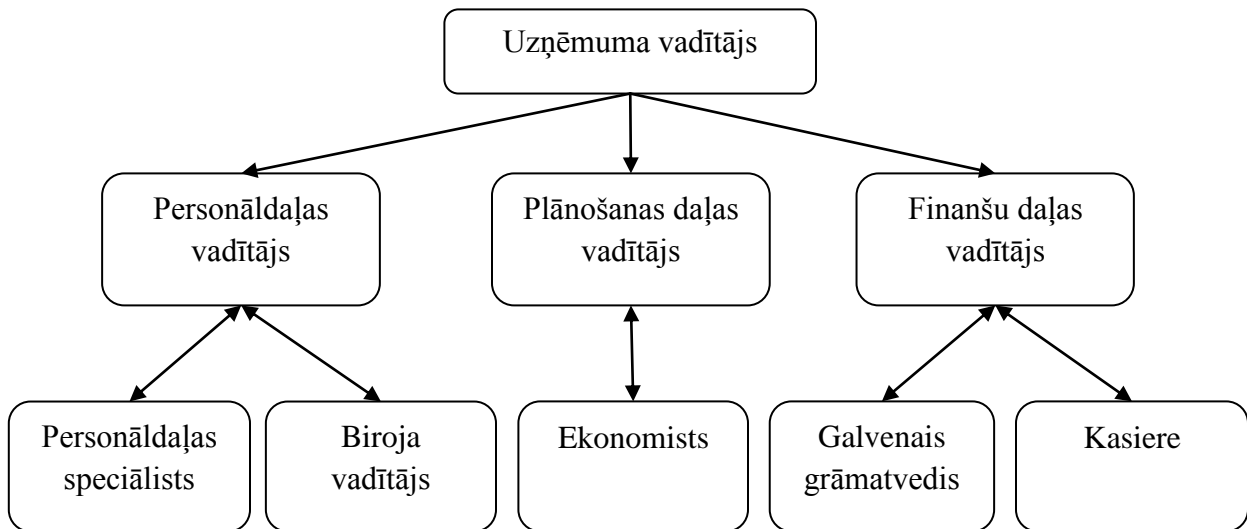 Uzņēmuma vadītājs
Personāldaļas
vadītājs
Plānošanas daļas
vadītājs
Finanšu daļas
vadītājs
Personāldaļas
speciālists
Biroja
vadītājs
Ekonomists
Galvenais
grāmatvedis
Kasiere